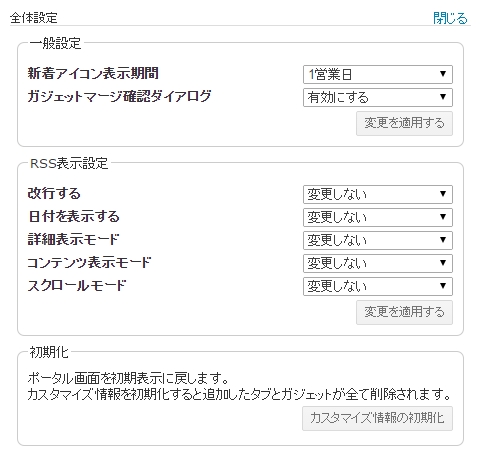 全体設定 閉じる
一般設定
新着アイコン表示期間 1営業日
ガジェットマージ確認ダイアログ 有効にする
変更を適用する
RSS表示設定
改行する 変更しない
日付を表示する 変更しない
詳細表示モード 変更しない
コンテンツ表示モード 変更しない
スクロールモード 変更しない
変更を適用する
初期化
ポータル画面を初期表示に戻します。
カスタマイズ情報を初期化すると追加したタブとガジェットが全て削除されます。
カスタマイズ情報の初期化